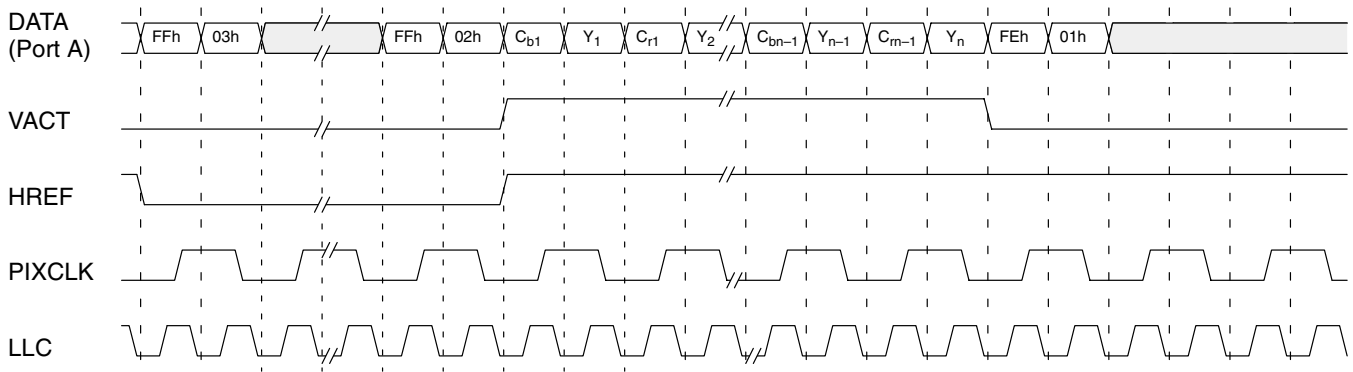 DATA
(Port A)
FFh 03h FFh 02h Cb1 Y1 Cr1 Y2 Cbn–1 Yn–1 Crn–1 Yn FEh 01h
VACT
HREF
PIXCLK
LLC